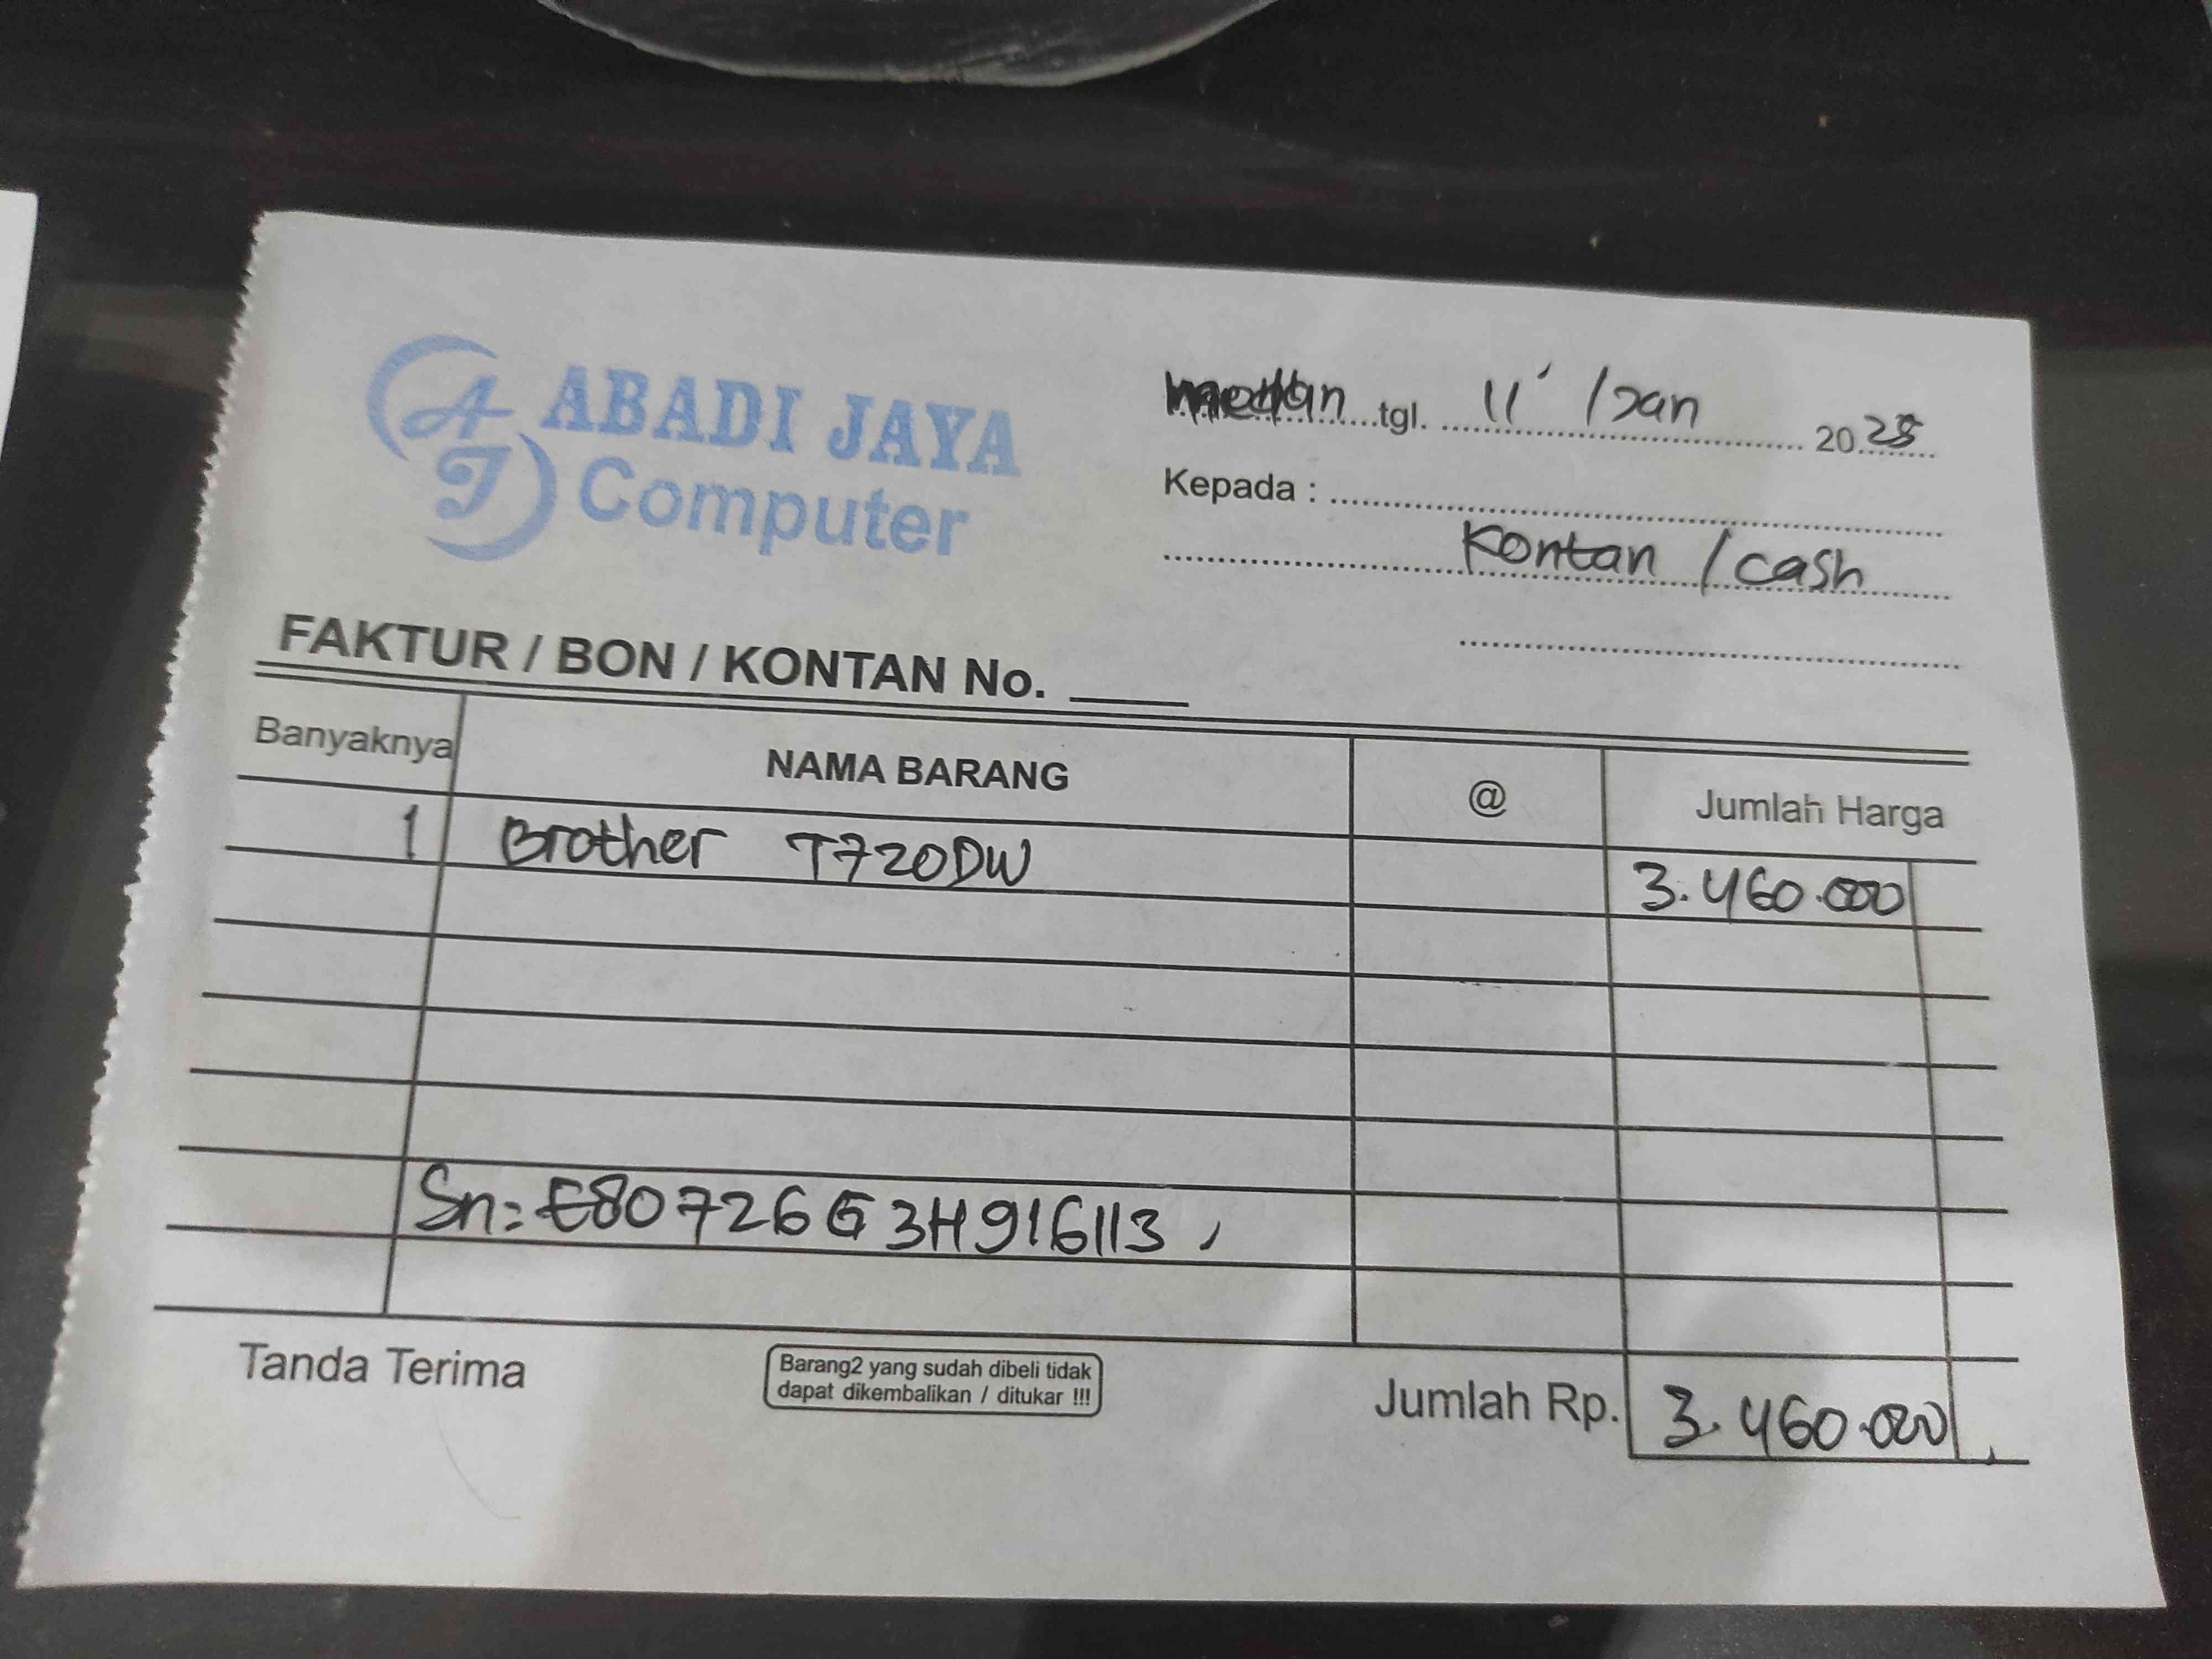 AJ ABADI JAYA
Computer
Medan tgl. 11 / Jan 20
Kepada :
Kontan / cash
FAKTUR / BON / KONTAN No.
Banyaknya NAMA BARANG @ Jumlah Harga
1 Brother T720DW 3.460.000
Sn: E80726G3H916113
Tanda Terima
Barang2 yang sudah dibeli tidak
dapat dikembalikan / ditukar !!!
Jumlah Rp. 3.460.000